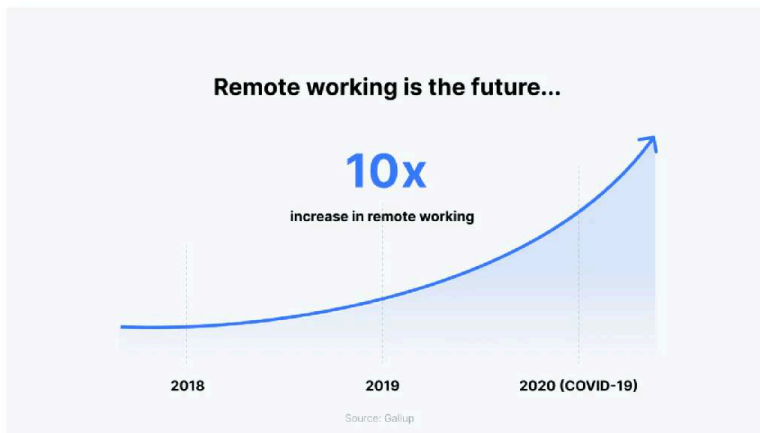 Remote working is the future...
10x
increase in remote working
2018
2019
2020 (COVID-19)
Source: Gallup